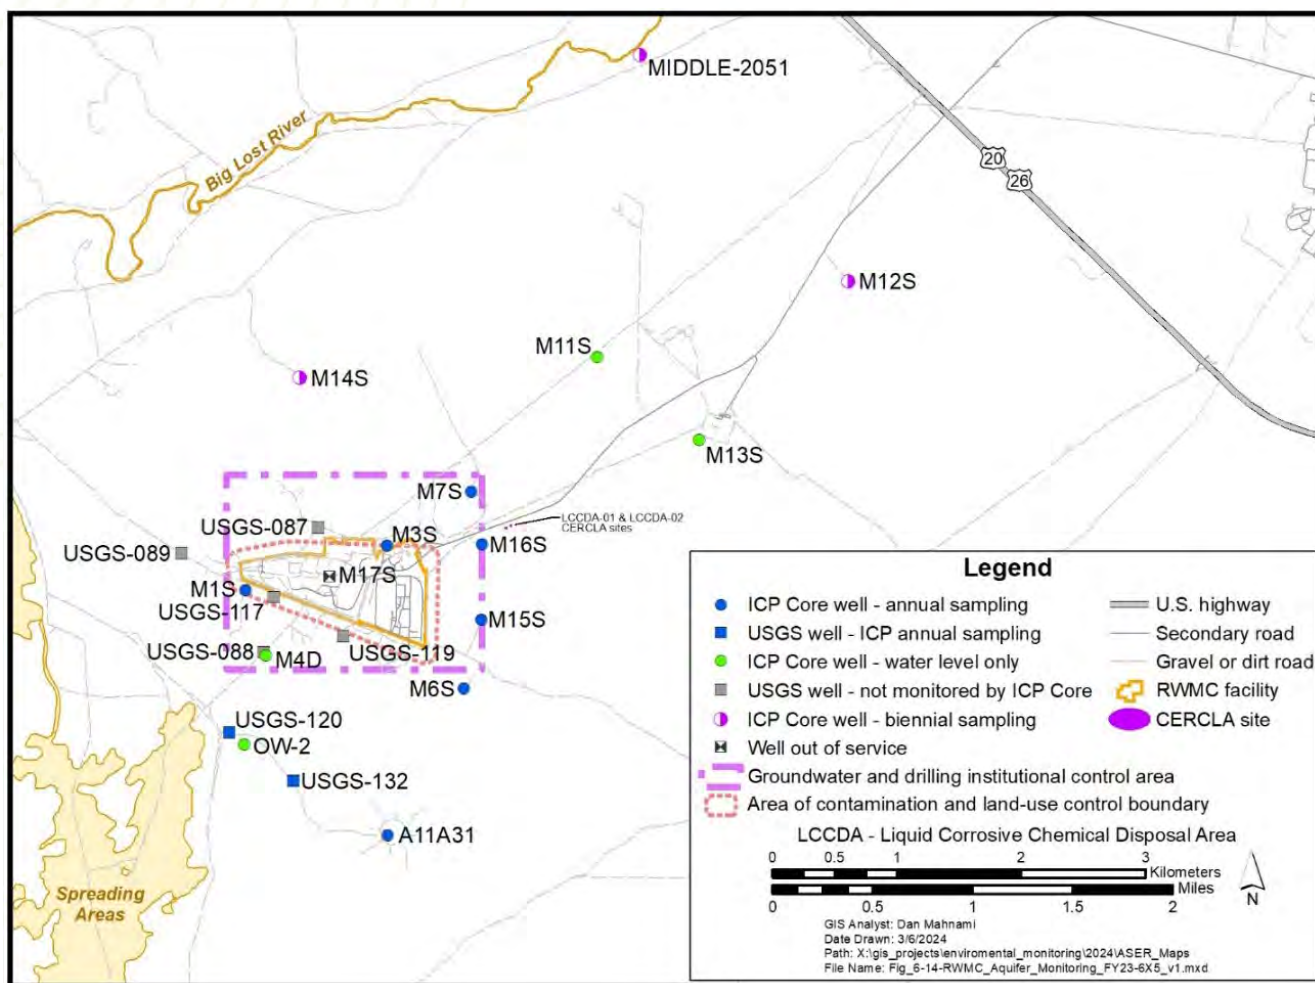 MIDDLE-2051
Big Lost River
20
26
M12S
M11S
M14S
M13S
M7S
USGS-087
LCCDA-01 & LCCDA-02
CERCLA sites
M3S
M16S
USGS-089
M17S
M1S
USGS-117
M15S
USGS-088
M4D
USGS-119
M6S
USGS-120
OW-2
USGS-132
A11A31
Spreading
Areas
Legend
ICP Core well - annual sampling
USGS well - ICP annual sampling
ICP Core well - water level only
USGS well - not monitored by ICP Core
ICP Core well - biennial sampling
Well out of service
Groundwater and drilling institutional control area
Area of contamination and land-use control boundary
U.S. highway
Secondary road
Gravel or dirt road
RWMC facility
CERCLA site
LCCDA - Liquid Corrosive Chemical Disposal Area
0 0.5 1 2 3
Kilometers
Miles
0 0.5 1 1.5 2
N
GIS Analyst: Dan Mahnami
Date Drawn: 3/6/2024
Path: X:\gis_projects\enviromental_monitoring\2024\ASER_Maps
File Name: Fig_6-14-RWMC_Aquifer_Monitoring_FY23-6X5_v1.mxd